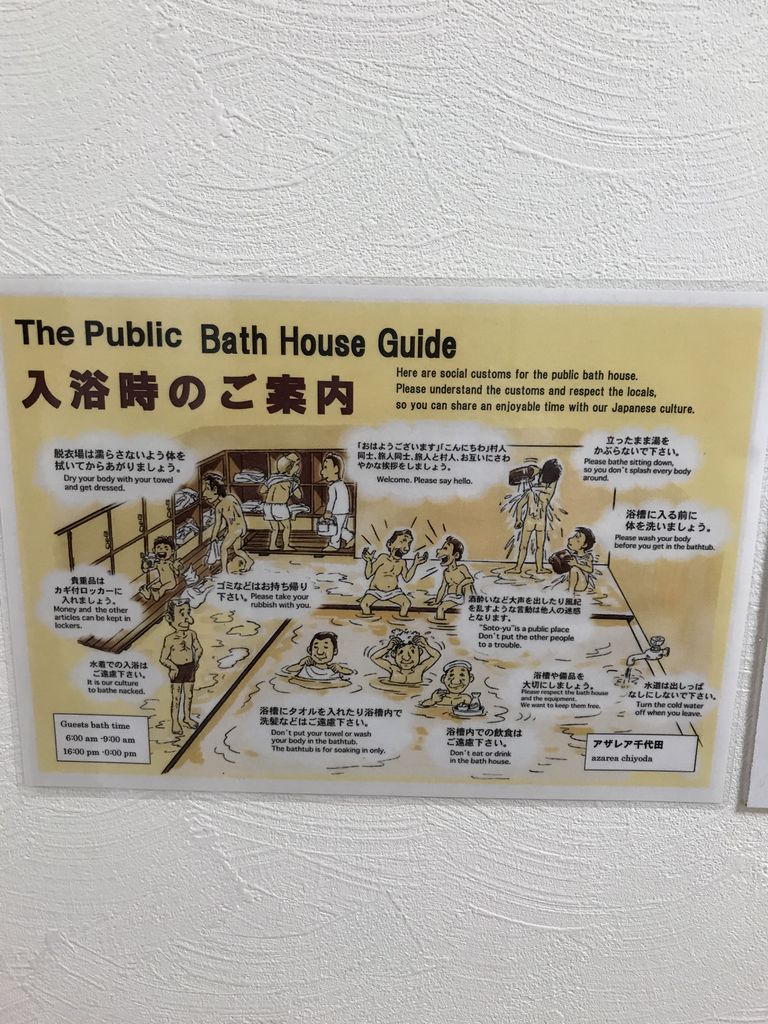 The Public Bath House Guide
入浴時のご案内
Here are social customs for the public bath house.
Please understand the customs and respect the locals,
so you can share an enjoyable time with our Japanese culture.
脱衣場は濡らさないよう体を
拭いてからあがりましょう。
Dry your body with your towel
and get dressed.
「おはようございます」「こんにちわ」村人
同士、旅人同士、旅人と村人、お互いにさわ
やかな挨拶をしましょう。
Welcome. Please say hello.
立ったまま湯を
かぶらないで下さい。
Please bathe sitting down,
so you don't splash every body
around.
浴槽に入る前に
体を洗いましょう。
Please wash your body
before you get in the bathtub.
貴重品は
カギ付ロッカーに
入れましょう。
Money and the other
articles can be kept in
lockers.
ゴミなどはお持ち帰り
下さい。Please take your
rubbish with you.
酒酔いなど大声を出したり風紀
を乱すような言動は他人の迷惑
となります。
"Soto-yu"is a public place
Don't put the other people
to a trouble.
水着での入浴は
ご遠慮下さい。
It is our culture
to bathe nacked.
浴槽にタオルを入れたり浴槽内で
洗髪などはご遠慮下さい。
Don't put your towel or wash
your body in the bathtub.
The bathtub is for soaking in only.
浴槽や備品を
大切にしましょう。
Please respect the bath house
and the equipment.
We want to keep them free.
水道は出しっぱ
なしにしないで下さい。
Turn the cold water
off when you leave.
浴槽内での飲食は
ご遠慮下さい。
Don't eat or drink
in the bath house.
Guests bath time
6:00 am -9:00 am
16:00 pm -0:00 pm
アザレア千代田
azarea chiyoda